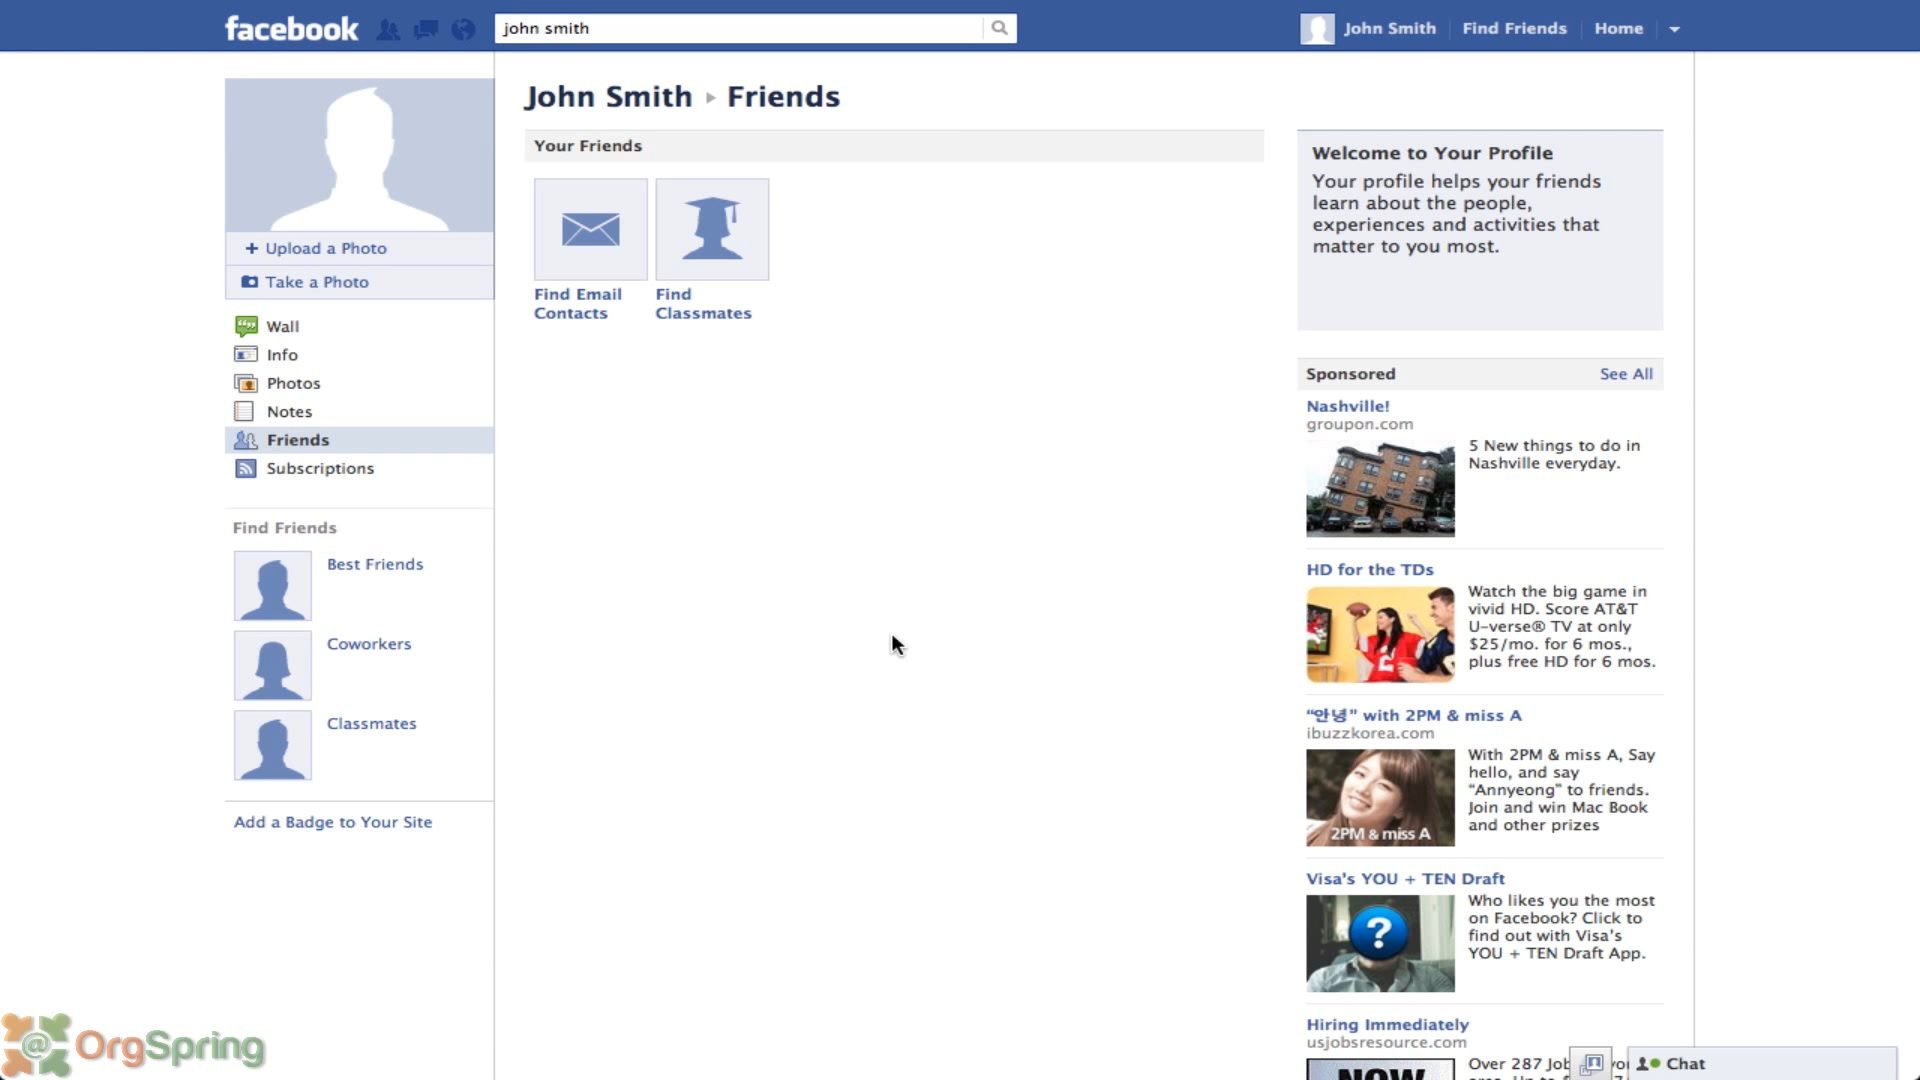 facebook
john smith
John Smith
Find Friends
Home
John Smith ▸ Friends
+ Upload a Photo
Take a Photo
Wall
Info
Photos
Notes
Friends
Subscriptions
Find Friends
Best Friends
Coworkers
Classmates
Add a Badge to Your Site
Your Friends
Find Email
Contacts
Find
Classmates
Welcome to Your Profile
Your profile helps your friends
learn about the people,
experiences and activities that
matter to you most.
Sponsored
See All
Nashville!
groupon.com
5 New things to do in
Nashville everyday.
HD for the TDs
Watch the big game in
vivid HD. Score AT&T
U-verse® TV at only
$25/mo. for 6 mos.,
plus free HD for 6 mos.
“안녕” with 2PM & miss A
ibuzzkorea.com
2PM & miss A
With 2PM & miss A, Say
hello, and say
“Annyeong” to friends.
Join and win Mac Book
and other prizes
Visa's YOU + TEN Draft
?
Who likes you the most
on Facebook? Click to
find out with Visa's
YOU + TEN Draft App.
Hiring Immediately
usjobsresource.com
NOW
Over 287 Job
Chat
@ OrgSpring